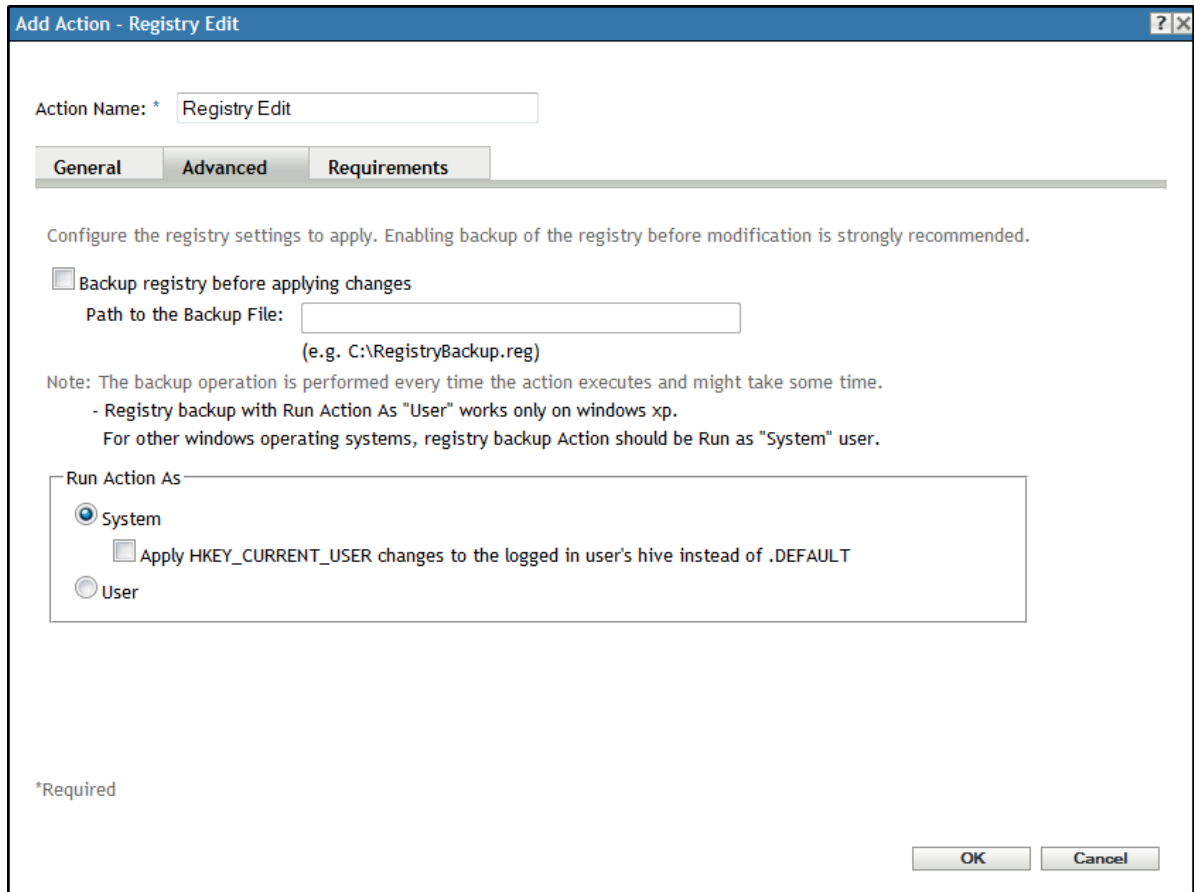 Add Action - Registry Edit
? X
Action Name: * Registry Edit
General Advanced Requirements
Configure the registry settings to apply. Enabling backup of the registry before modification is strongly recommended.
Backup registry before applying changes
Path to the Backup File:
(e.g. C:\RegistryBackup.reg)
Note: The backup operation is performed every time the action executes and might take some time.
- Registry backup with Run Action As "User" works only on windows xp.
For other windows operating systems, registry backup Action should be Run as "System" user.
Run Action As
System
Apply HKEY_CURRENT_USER changes to the logged in user's hive instead of .DEFAULT
User
*Required
OK Cancel